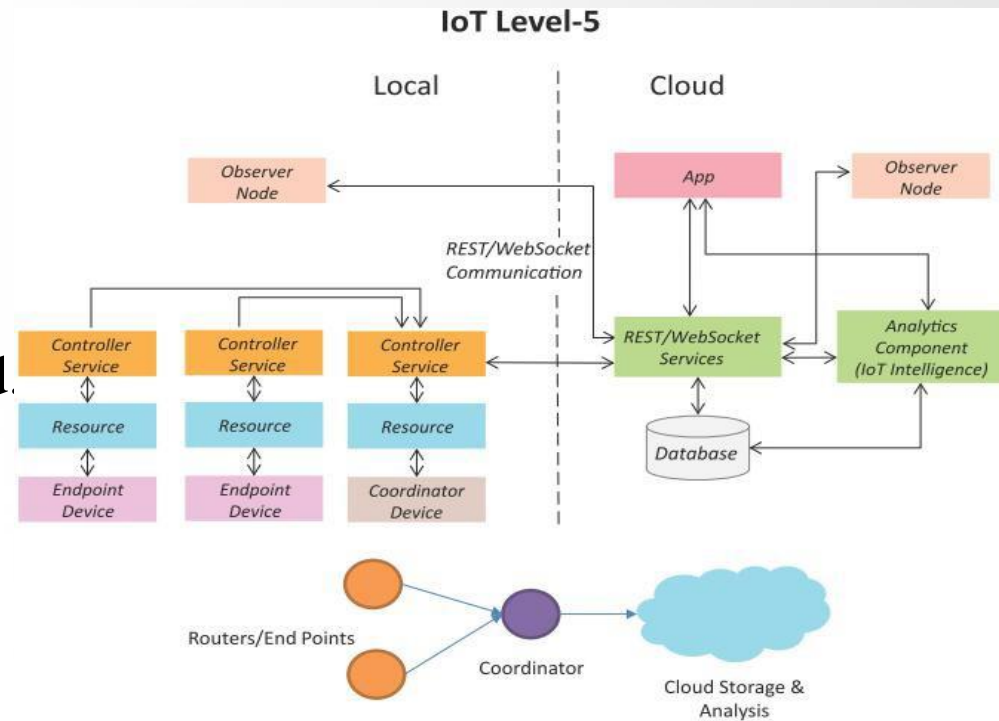 IoT Level-5
Local
Cloud
Observer
Node
App
Observer
Node
REST/WebSocket
Communication
Controller
Service
Controller
Service
Controller
Service
REST/WebSocket
Services
Analytics
Component
(IoT Intelligence)
Resource
Resource
Resource
Database
Endpoint
Device
Endpoint
Device
Coordinator
Device
Routers/End Points
Coordinator
Cloud Storage &
Analysis